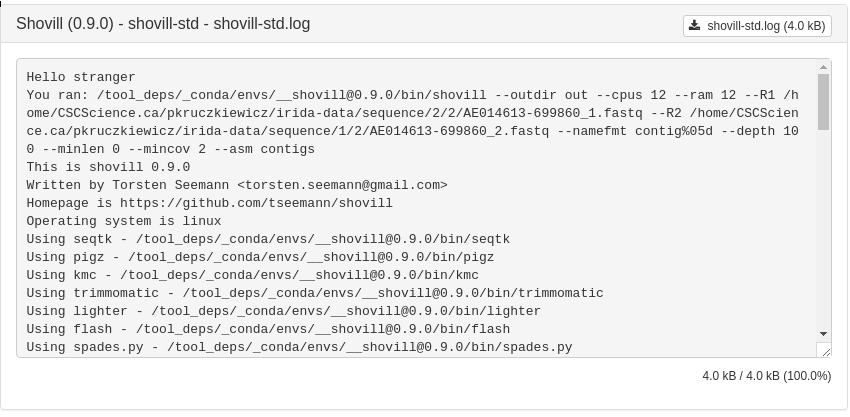 Shovill (0.9.0) - shovill-std - shovill-std.log
shovill-std.log (4.0 kB)
Hello stranger
You ran: /tool_deps/_conda/envs/__shovill@0.9.0/bin/shovill --outdir out --cpus 12 --ram 12 --R1 /h
ome/CSCScience.ca/pkruczkiewicz/irida-data/sequence/2/2/AE014613-699860_1.fastq --R2 /home/CSCScien
ce.ca/pkruczkiewicz/irida-data/sequence/1/2/AE014613-699860_2.fastq --namefmt contig%05d --depth 10
0 --minlen 0 --mincov 2 --asm contigs
This is shovill 0.9.0
Written by Torsten Seemann <torsten.seemann@gmail.com>
Homepage is https://github.com/tseemann/shovill
Operating system is linux
Using seqtk - /tool_deps/_conda/envs/__shovill@0.9.0/bin/seqtk
Using pigz - /tool_deps/_conda/envs/__shovill@0.9.0/bin/pigz
Using kmc - /tool_deps/_conda/envs/__shovill@0.9.0/bin/kmc
Using trimmomatic - /tool_deps/_conda/envs/__shovill@0.9.0/bin/trimmomatic
Using lighter - /tool_deps/_conda/envs/__shovill@0.9.0/bin/lighter
Using flash - /tool_deps/_conda/envs/__shovill@0.9.0/bin/flash
Using spades.py - /tool_deps/_conda/envs/__shovill@0.9.0/bin/spades.py
4.0 kB / 4.0 kB (100.0%)